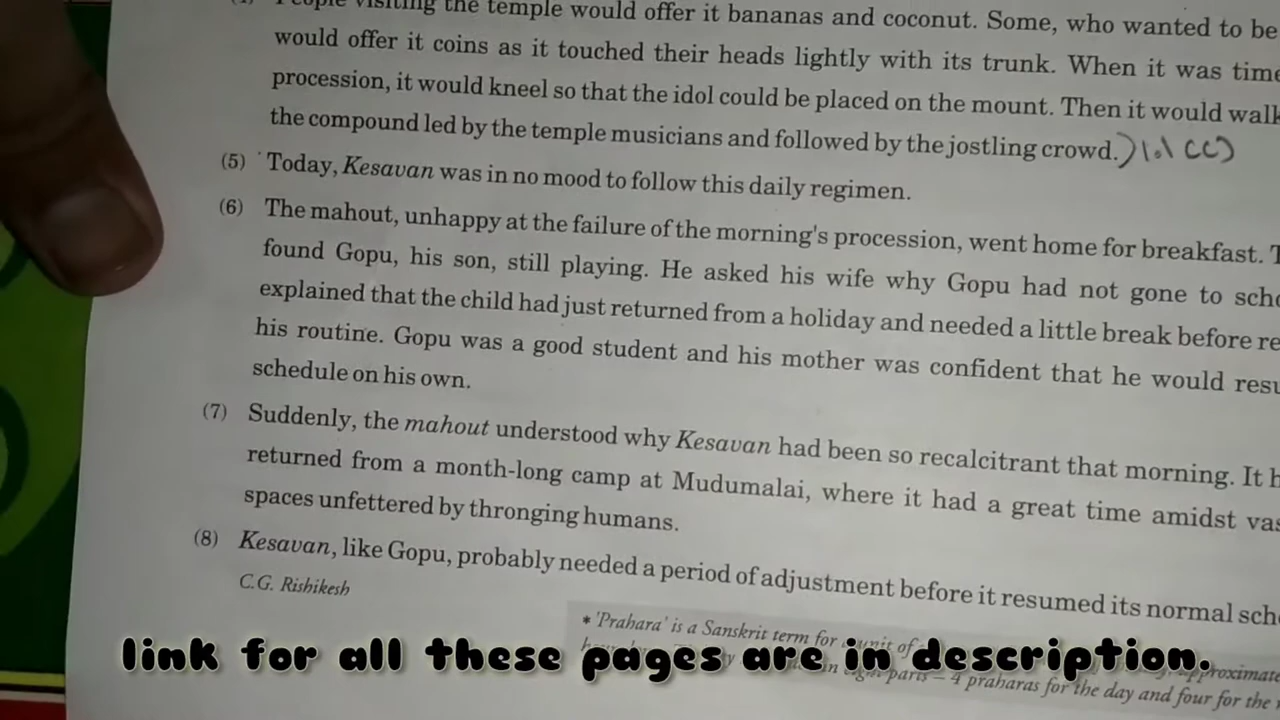 People visiting the temple would offer it bananas and coconut. Some, who wanted to be
would offer it coins as it touched their heads lightly with its trunk. When it was time
procession, it would kneel so that the idol could be placed on the mount. Then it would walk
the compound led by the temple musicians and followed by the jostling crowd.
(5) Today, Kesavan was in no mood to follow this daily regimen.
(6) The mahout, unhappy at the failure of the morning's procession, went home for breakfast.
found Gopu, his son, still playing. He asked his wife why Gopu had not gone to scho
explained that the child had just returned from a holiday and needed a little break before re
his routine. Gopu was a good student and his mother was confident that he would resu
schedule on his own.
(7) Suddenly, the mahout understood why Kesavan had been so recalcitrant that morning. It h
returned from a month-long camp at Mudumalai, where it had a great time amidst vas
spaces unfettered by thronging humans.
(8) Kesavan, like Gopu, probably needed a period of adjustment before it resumed its normal sch
C.G. Rishikesh
* 'Prahara' is a Sanskrit term for unit of
link for all these pages are in description.
approximate
parts – 4 praharas for the day and four for the